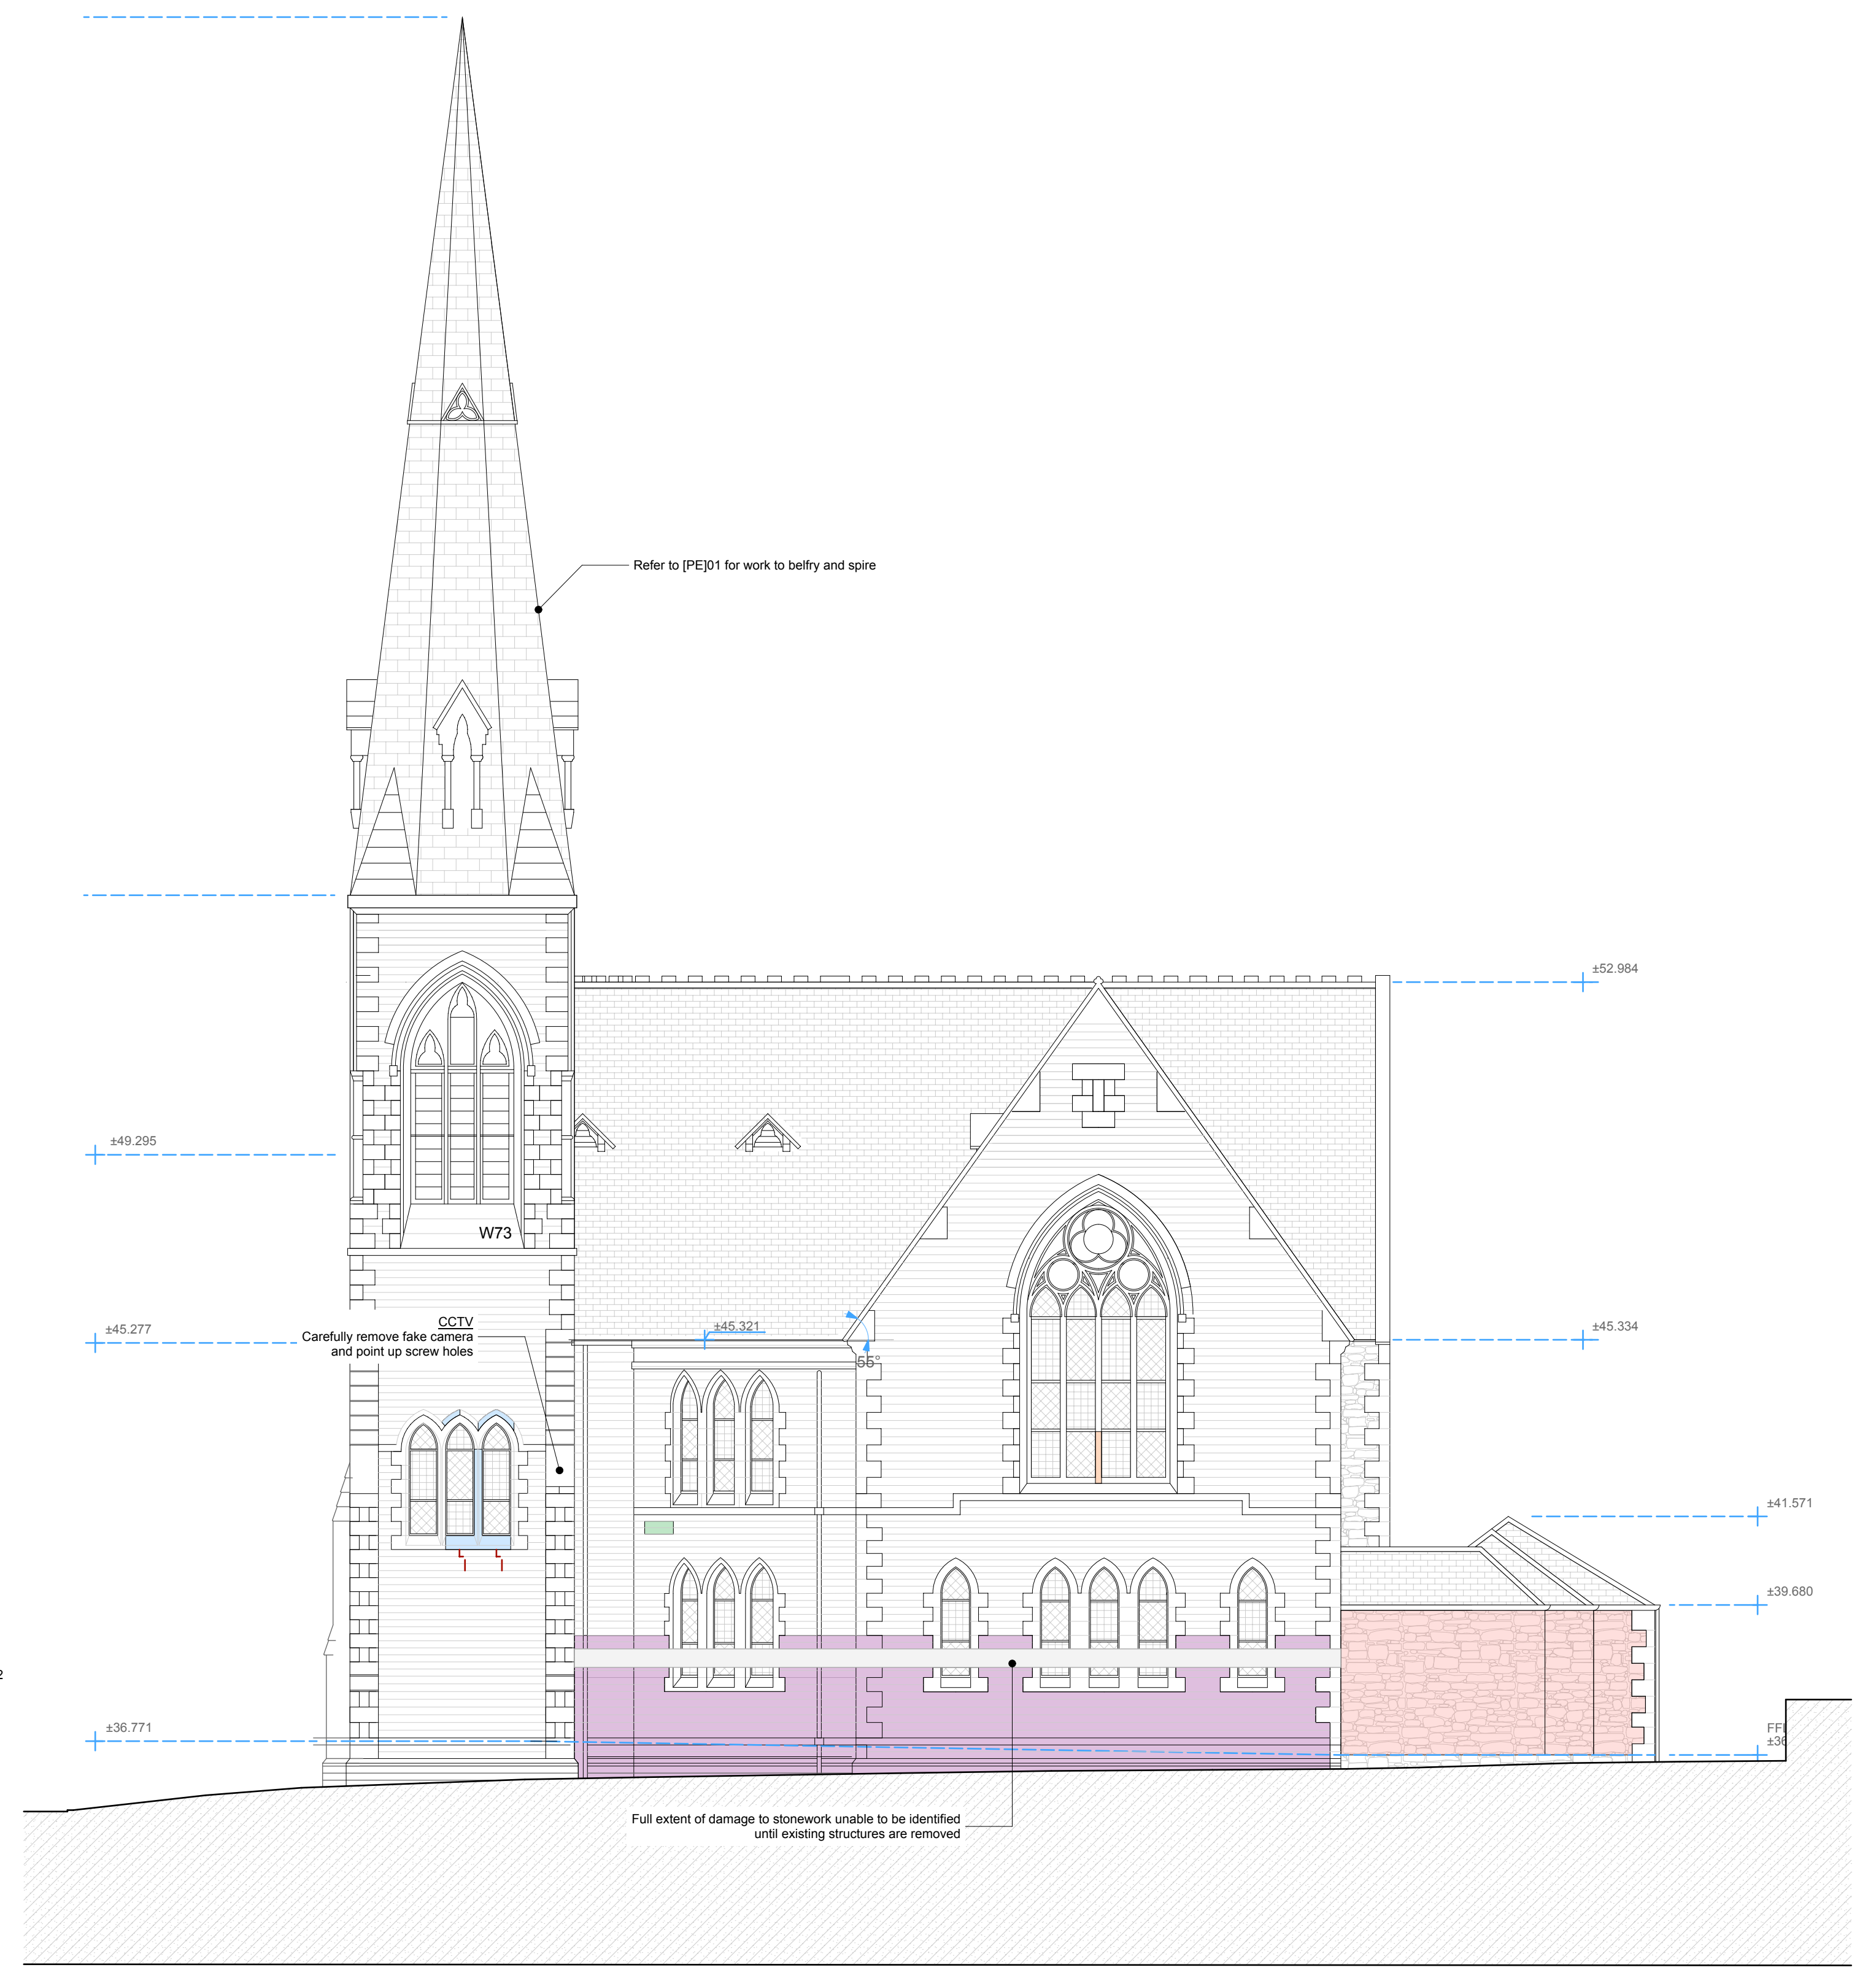 Refer to [PE]01 for work to belfry and spire
±52.984
±49.295
W73
CCTV
Carefully remove fake camera
and point up screw holes
±45.277
±45.321
±45.334
55°
±41.571
±39.680
2
±36.771
Full extent of damage to stonework unable to be identified
until existing structures are removed